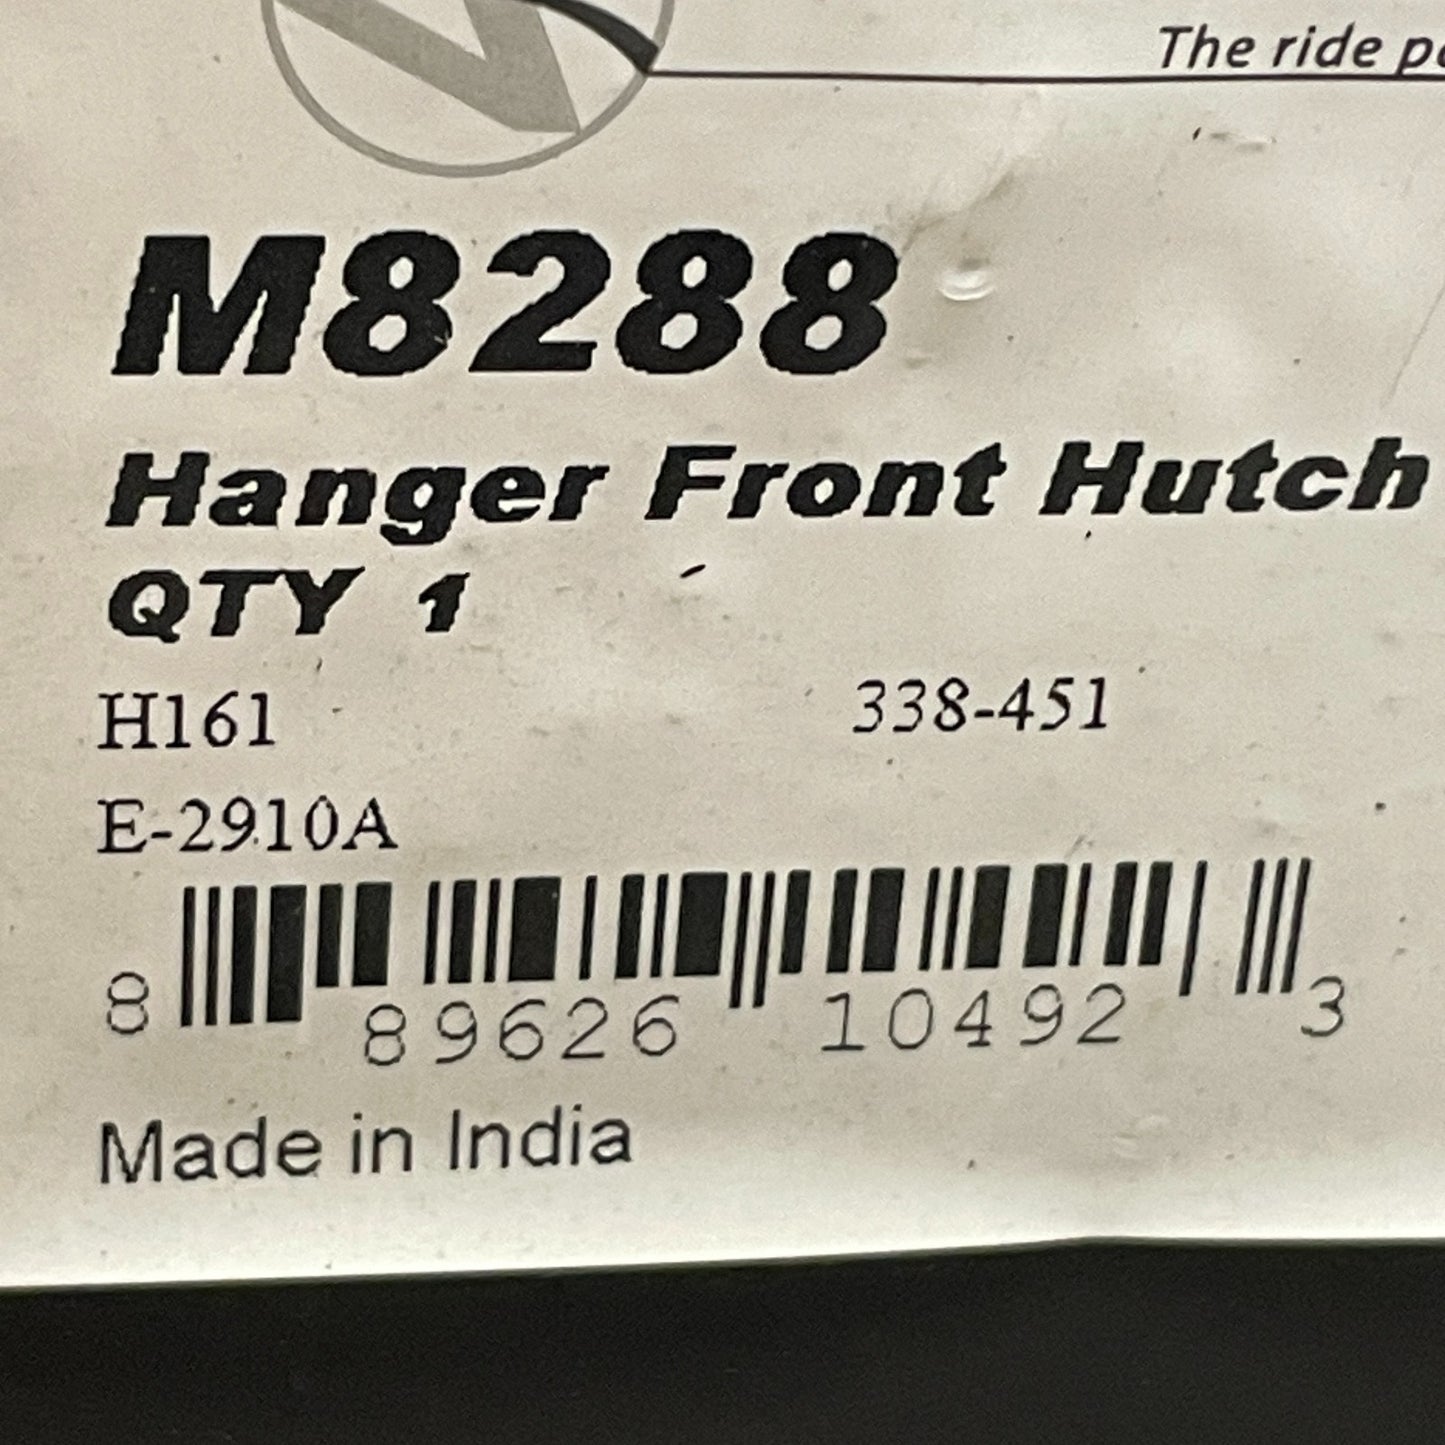 The ride
M8288
Hanger Front Hutch
QTY 1
H161 338-451
E-2910A
8 89626 10492 3
Made in India